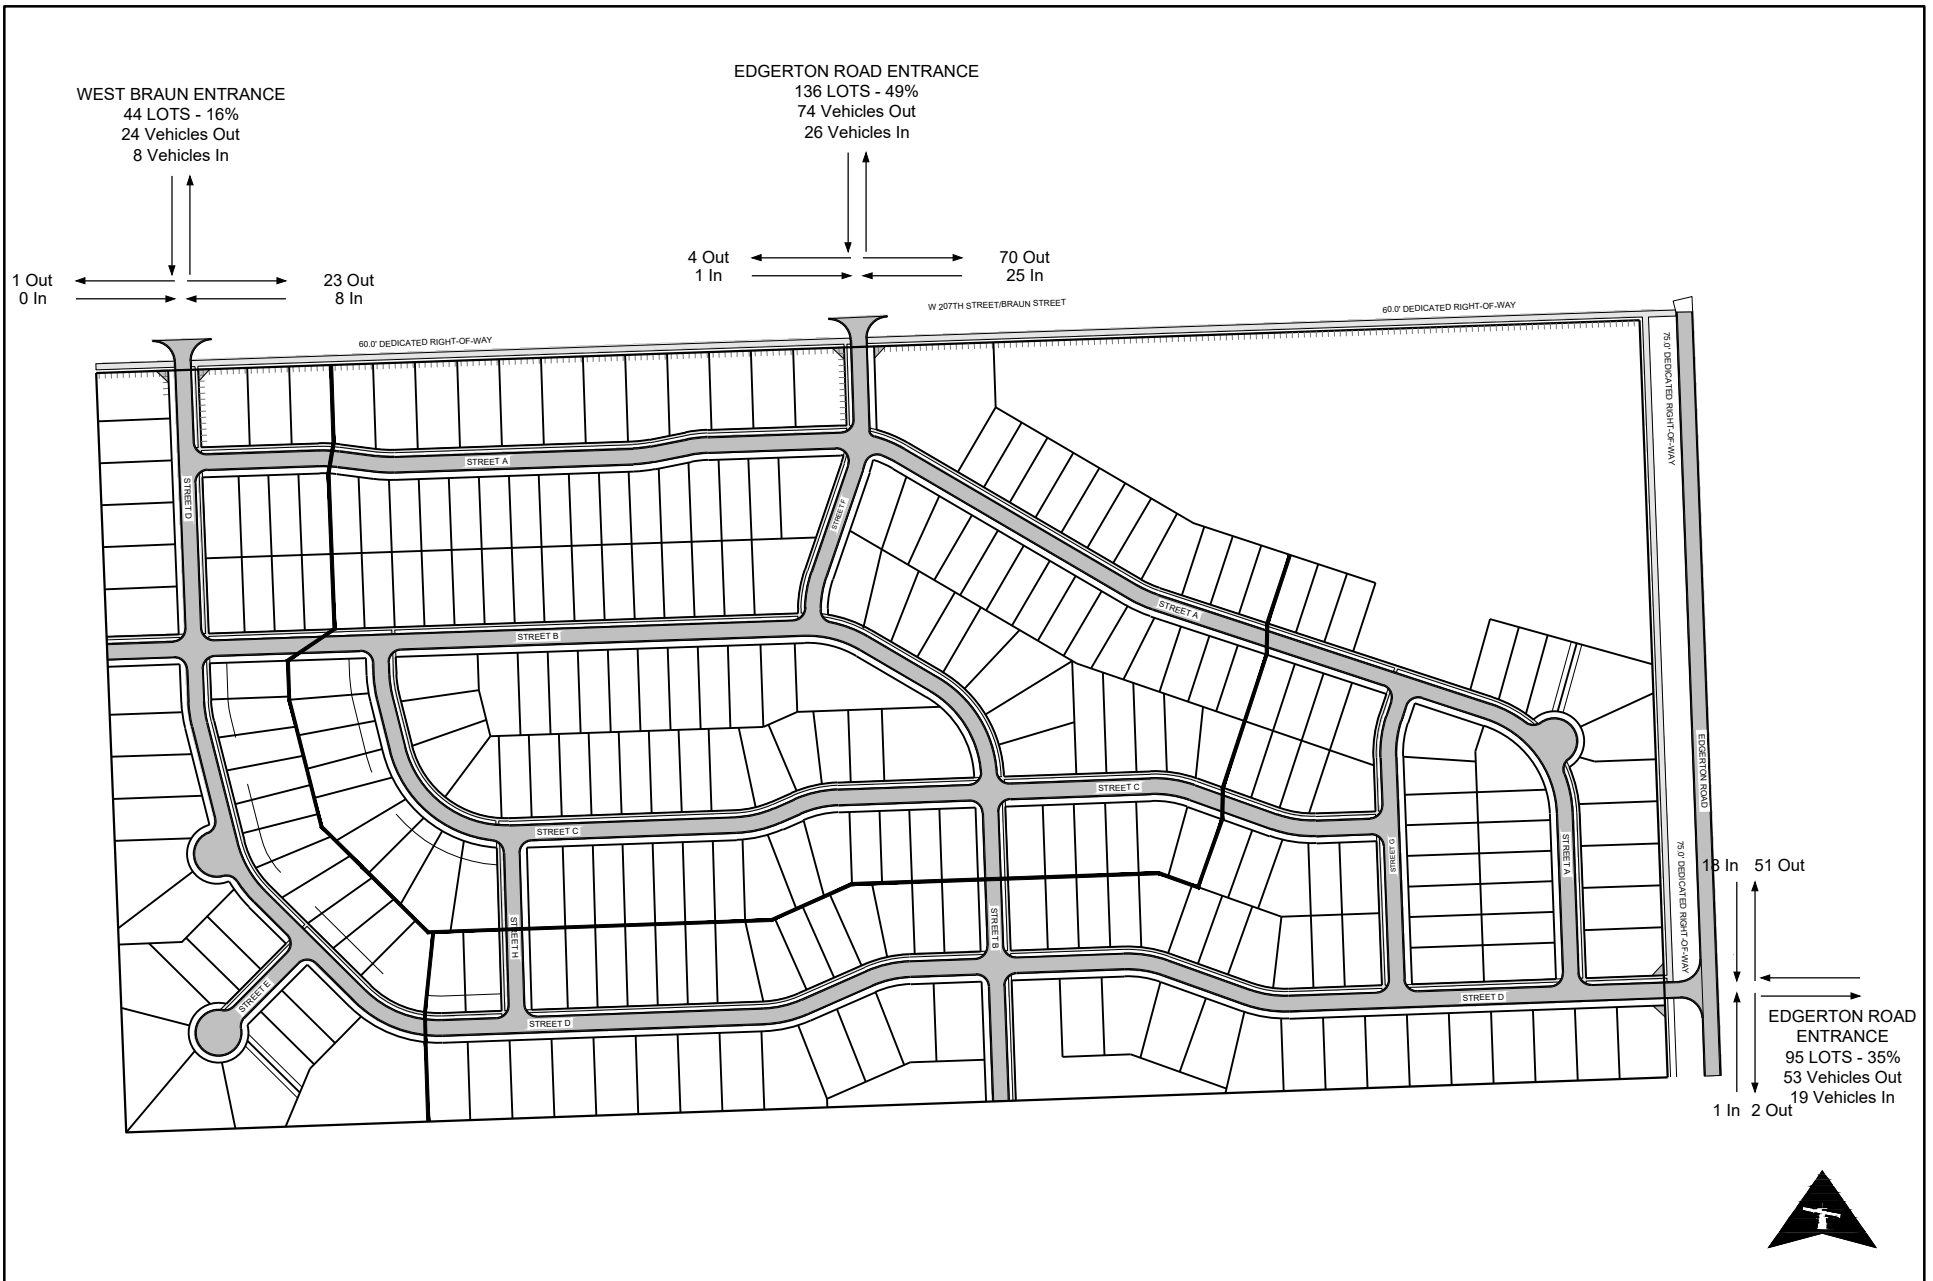 EDGERTON ROAD ENTRANCE
136 LOTS - 49%
74 Vehicles Out
26 Vehicles In
WEST BRAUN ENTRANCE
44 LOTS - 16%
24 Vehicles Out
8 Vehicles In
4 Out
1 In
70 Out
25 In
1 Out
0 In
23 Out
8 In
W 207TH STREET/BRAUN STREET
60.0' DEDICATED RIGHT-OF-WAY
60.0' DEDICATED RIGHT-OF-WAY
75.0' DEDICATED RIGHT-OF-WAY
STREET A
STREET D
STREET F
STREET A
STREET B
EDGERTON ROAD
STREET C
STREET C
STREET G
STREET A
75.0' DEDICATED RIGHT-OF-WAY
18 In 51 Out
STREET H
STREET B
STREET E
STREET D
STREET D
EDGERTON ROAD
ENTRANCE
95 LOTS - 35%
53 Vehicles Out
19 Vehicles In
1 In 2 Out